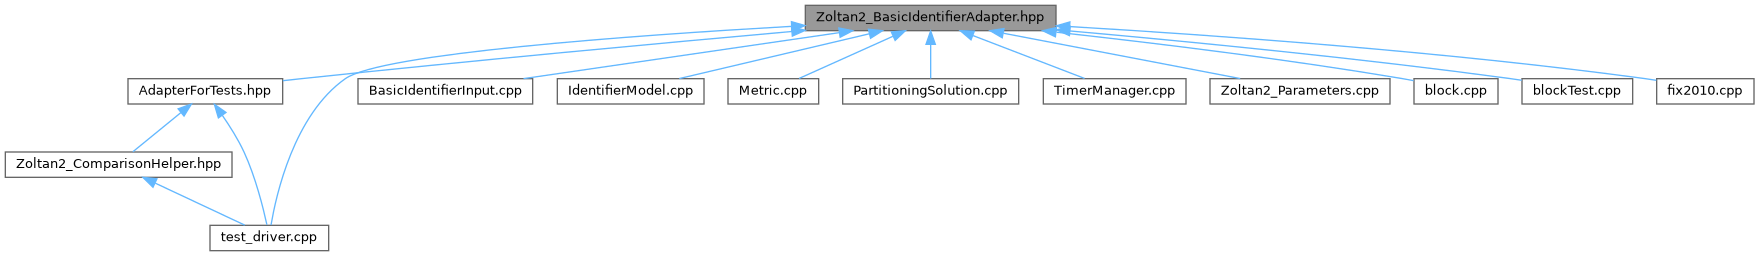 Zoltan2_BasicIdentifierAdapter.hpp
AdapterForTests.hpp
BasicIdentifierInput.cpp
IdentifierModel.cpp
Metric.cpp
PartitioningSolution.cpp
TimerManager.cpp
Zoltan2_Parameters.cpp
block.cpp
blockTest.cpp
fix2010.cpp
Zoltan2_ComparisonHelper.hpp
test_driver.cpp